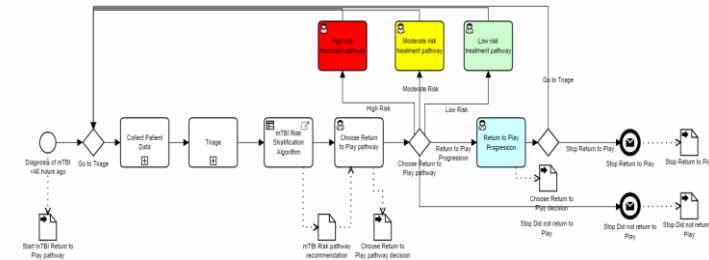 High risk
treatment pathway
Moderate risk
treatment pathway
Low risk
treatment pathway
Go to Triage
Moderate Risk
High Risk
Low Risk
Collect Patient
Data
Triage
mTBI Risk
Stratification
Algorithm
Choose Return
to Play pathway
Return to Play
Progression
Return to Play
Progression
Diagnosis of mTBI
<48 hours ago
Go to Triage
Choose Return to
Play pathway
Stop Return to Play
Stop Return to
Play
Stop Return to Pla
Choose Return to
Play decision
Stop Did not return
to Play
Stop Did not return
to Play
Stop Did not return
Play
Start mTBI Return to
Play pathway
mTBI Risk pathway
recommendation
Choose Return to
Play pathway decision